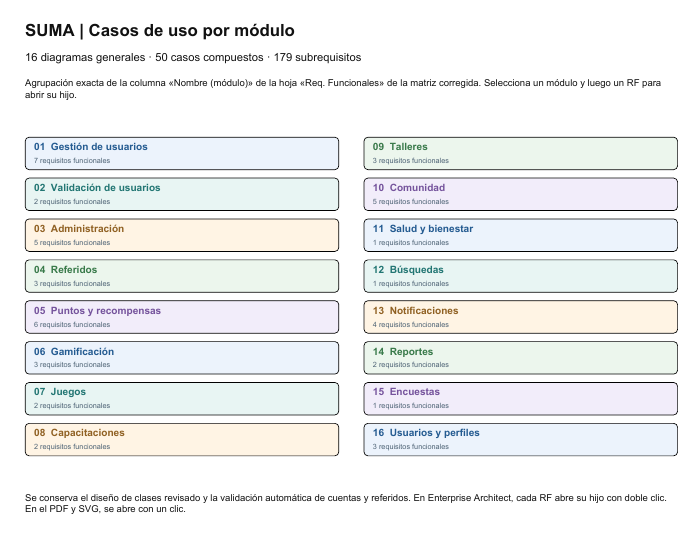 SUMA | Casos de uso por módulo
16 diagramas generales · 50 casos compuestos · 179 subrequisitos
Agrupación exacta de la columna «Nombre (módulo)» de la hoja «Req. Funcionales» de la matriz corregida. Selecciona un módulo y luego un RF para
abrir su hijo.
01 Gestión de usuarios
7 requisitos funcionales
02 Validación de usuarios
2 requisitos funcionales
03 Administración
5 requisitos funcionales
04 Referidos
3 requisitos funcionales
05 Puntos y recompensas
6 requisitos funcionales
06 Gamificación
3 requisitos funcionales
07 Juegos
2 requisitos funcionales
08 Capacitaciones
2 requisitos funcionales
09 Talleres
3 requisitos funcionales
10 Comunidad
5 requisitos funcionales
11 Salud y bienestar
1 requisitos funcionales
12 Búsquedas
1 requisitos funcionales
13 Notificaciones
4 requisitos funcionales
14 Reportes
2 requisitos funcionales
15 Encuestas
1 requisitos funcionales
16 Usuarios y perfiles
3 requisitos funcionales
Se conserva el diseño de clases revisado y la validación automática de cuentas y referidos. En Enterprise Architect, cada RF abre su hijo con doble clic.
En el PDF y SVG, se abre con un clic.